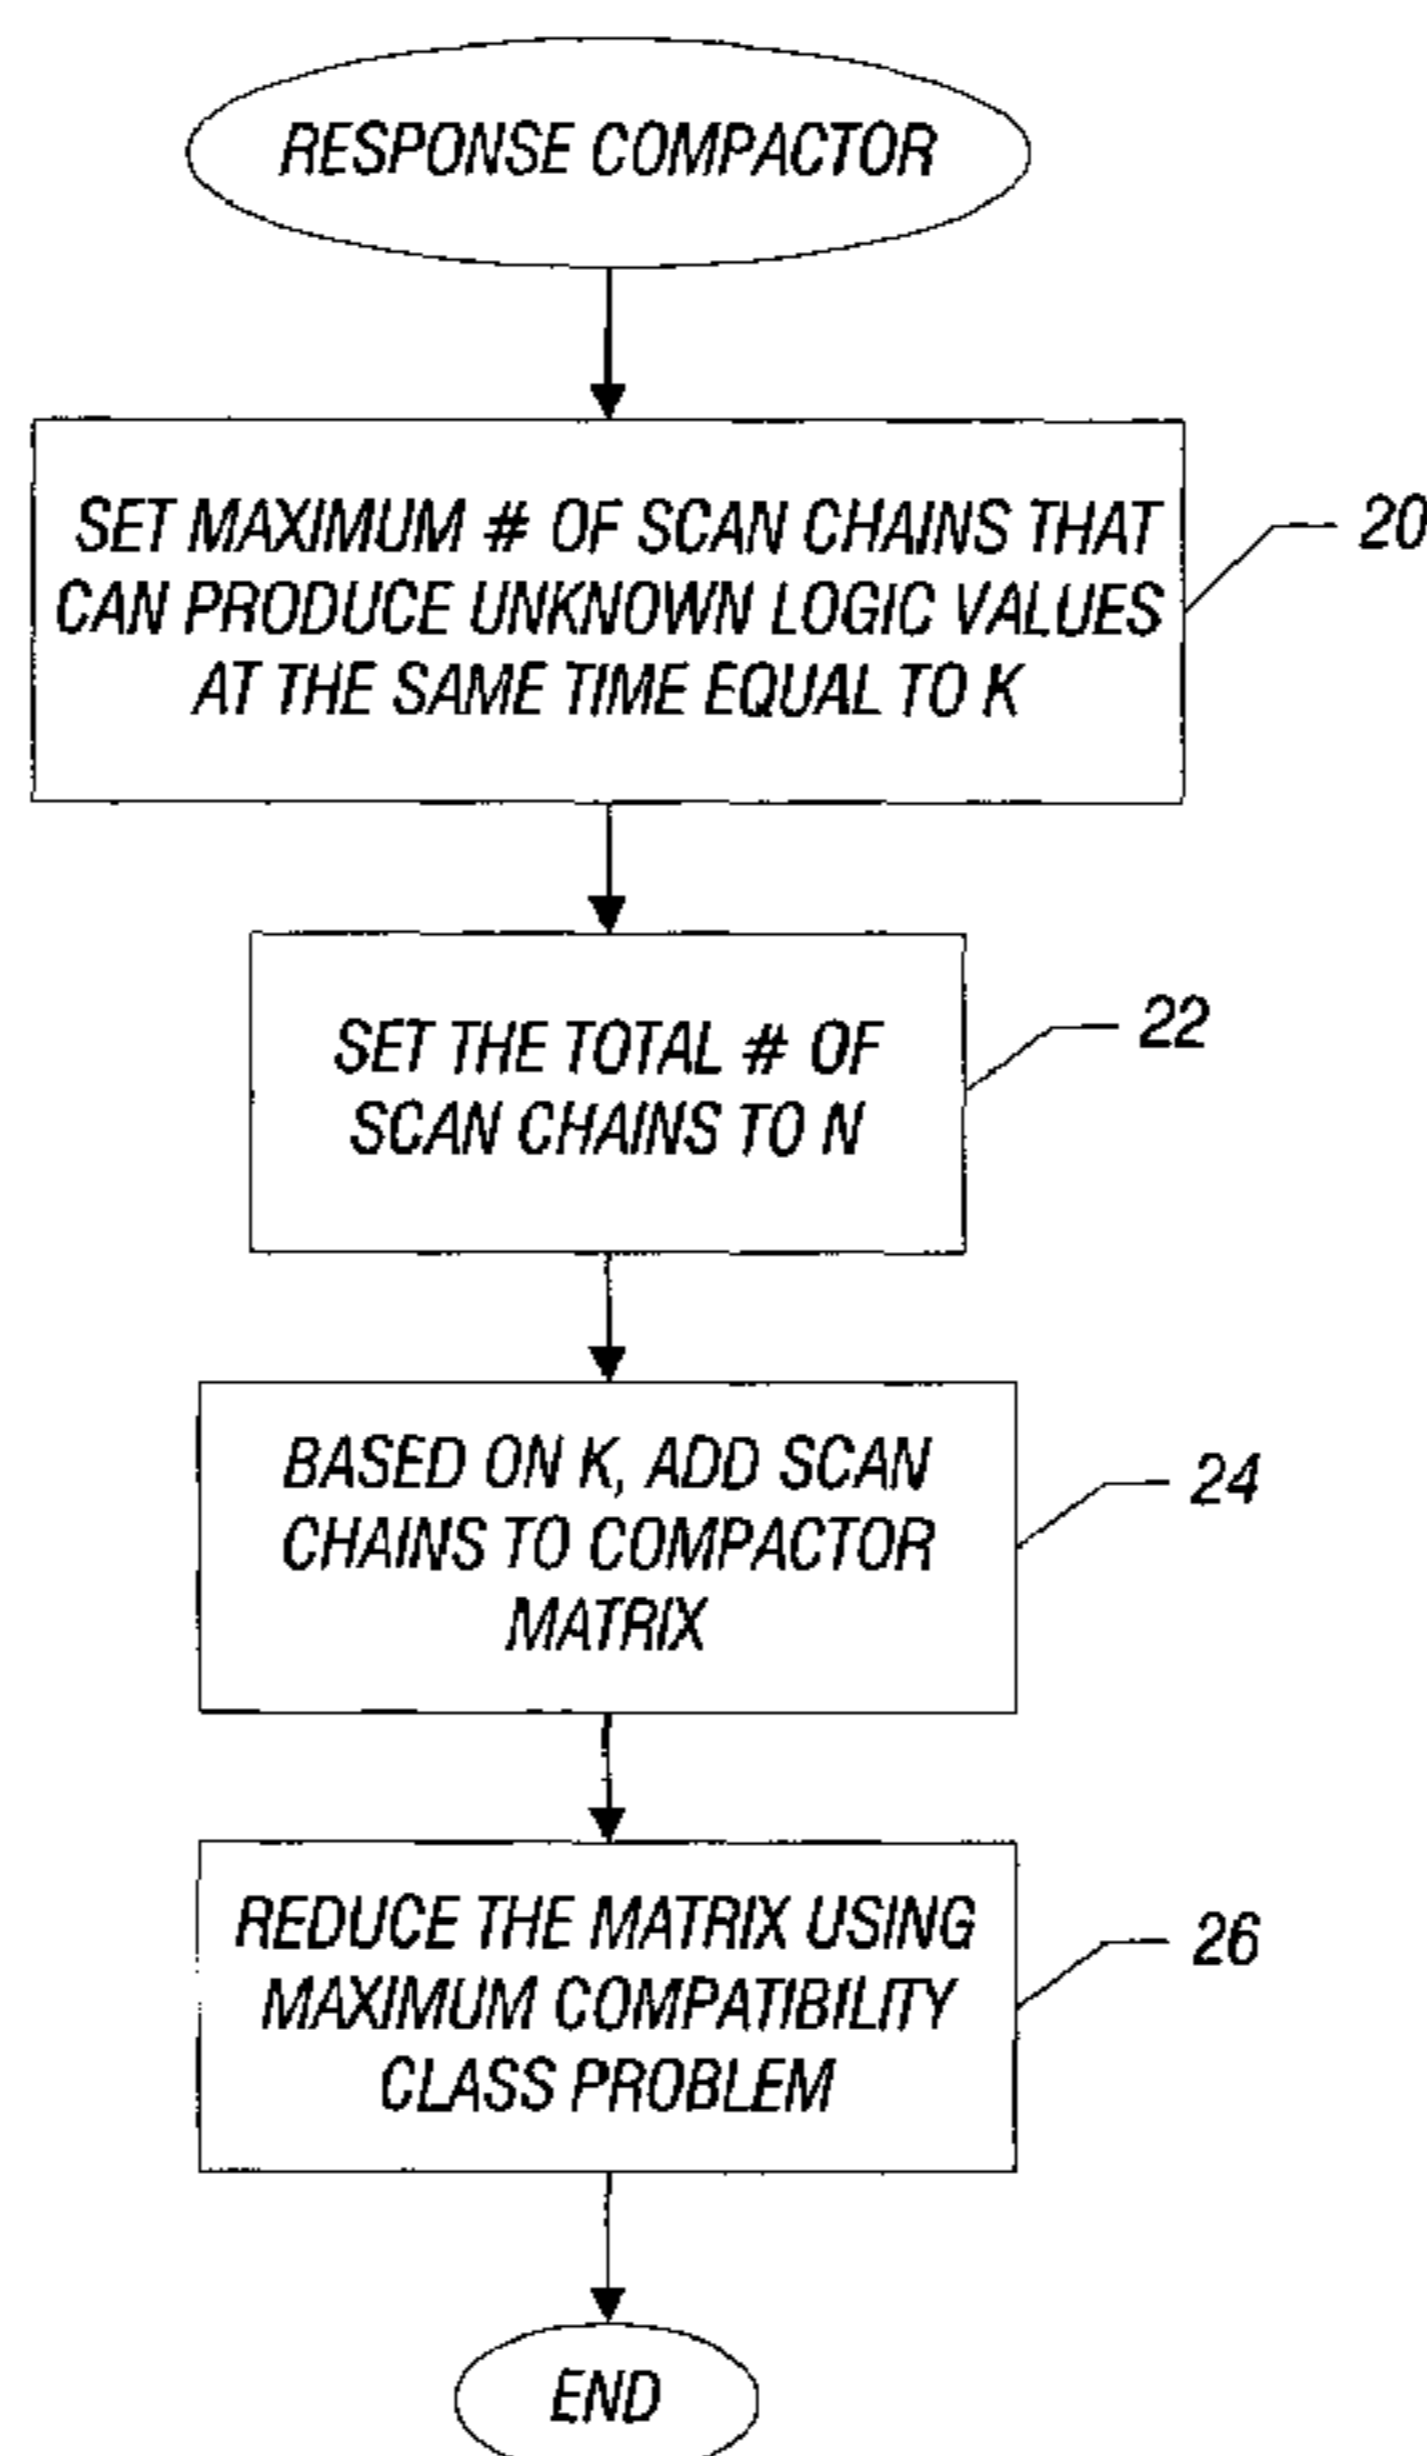 RESPONSE COMPACTOR
SET MAXIMUM # OF SCAN CHAINS THAT
CAN PRODUCE UNKNOWN LOGIC VALUES
AT THE SAME TIME EQUAL TO K
20
SET THE TOTAL # OF
SCAN CHAINS TO N
22
BASED ON K, ADD SCAN
CHAINS TO COMPACTOR
MATRIX
24
REDUCE THE MATRIX USING
MAXIMUM COMPATIBILITY
CLASS PROBLEM
26
END